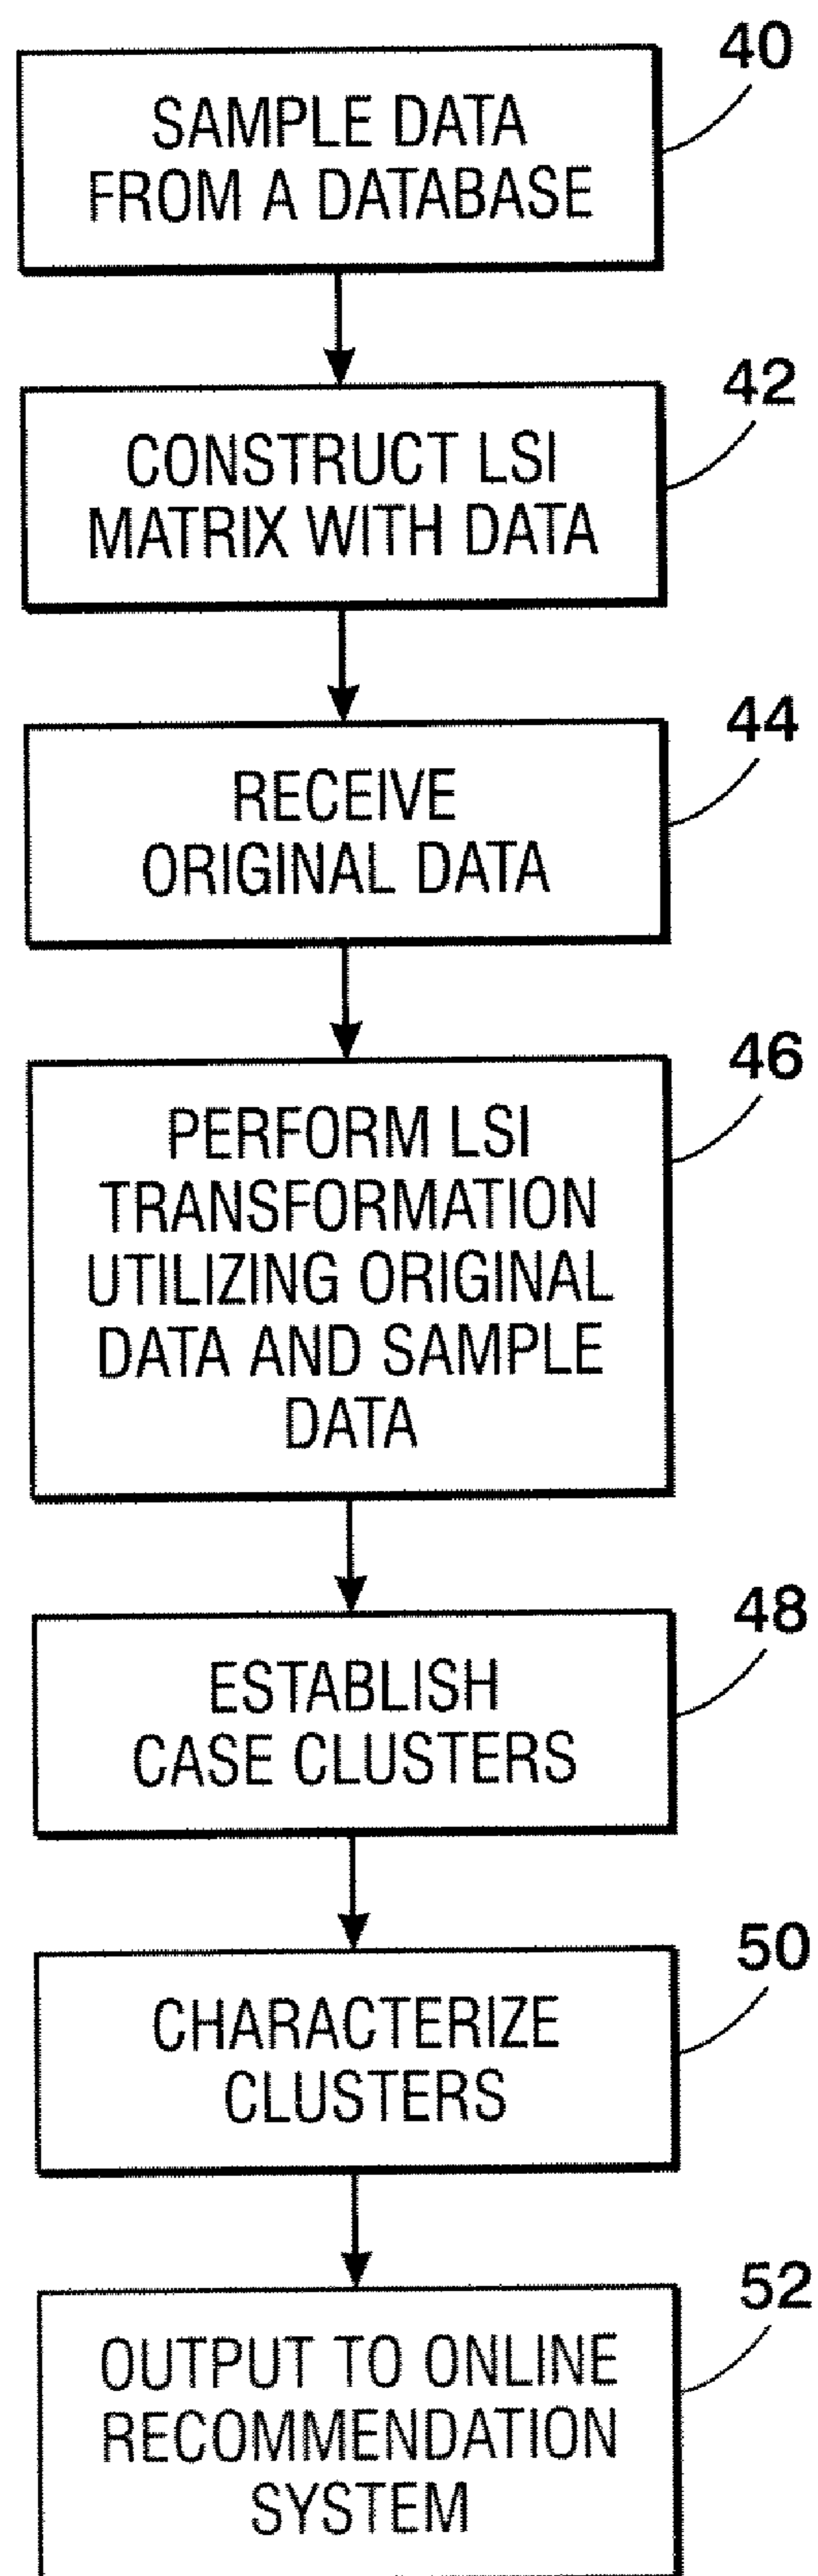 40
SAMPLE DATA
FROM A DATABASE
42
CONSTRUCT LSI
MATRIX WITH DATA
44
RECEIVE
ORIGINAL DATA
46
PERFORM LSI
TRANSFORMATION
UTILIZING ORIGINAL
DATA AND SAMPLE
DATA
48
ESTABLISH
CASE CLUSTERS
50
CHARACTERIZE
CLUSTERS
52
OUTPUT TO ONLINE
RECOMMENDATION
SYSTEM